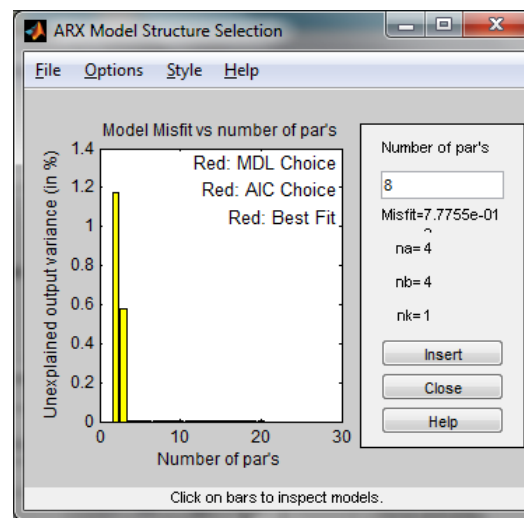 ARX Model Structure Selection
File Options Style Help
Model Misfit vs number of par's
Unexplained output variance (in %)
1.4
1.2
1
0.8
0.6
0.4
0.2
0
Red: MDL Choice
Red: AIC Choice
Red: Best Fit
0 10 20 30
Number of par's
Number of par's
8
Misfit=7.7755e-01
na= 4
nb= 4
nk= 1
Insert
Close
Help
Click on bars to inspect models.